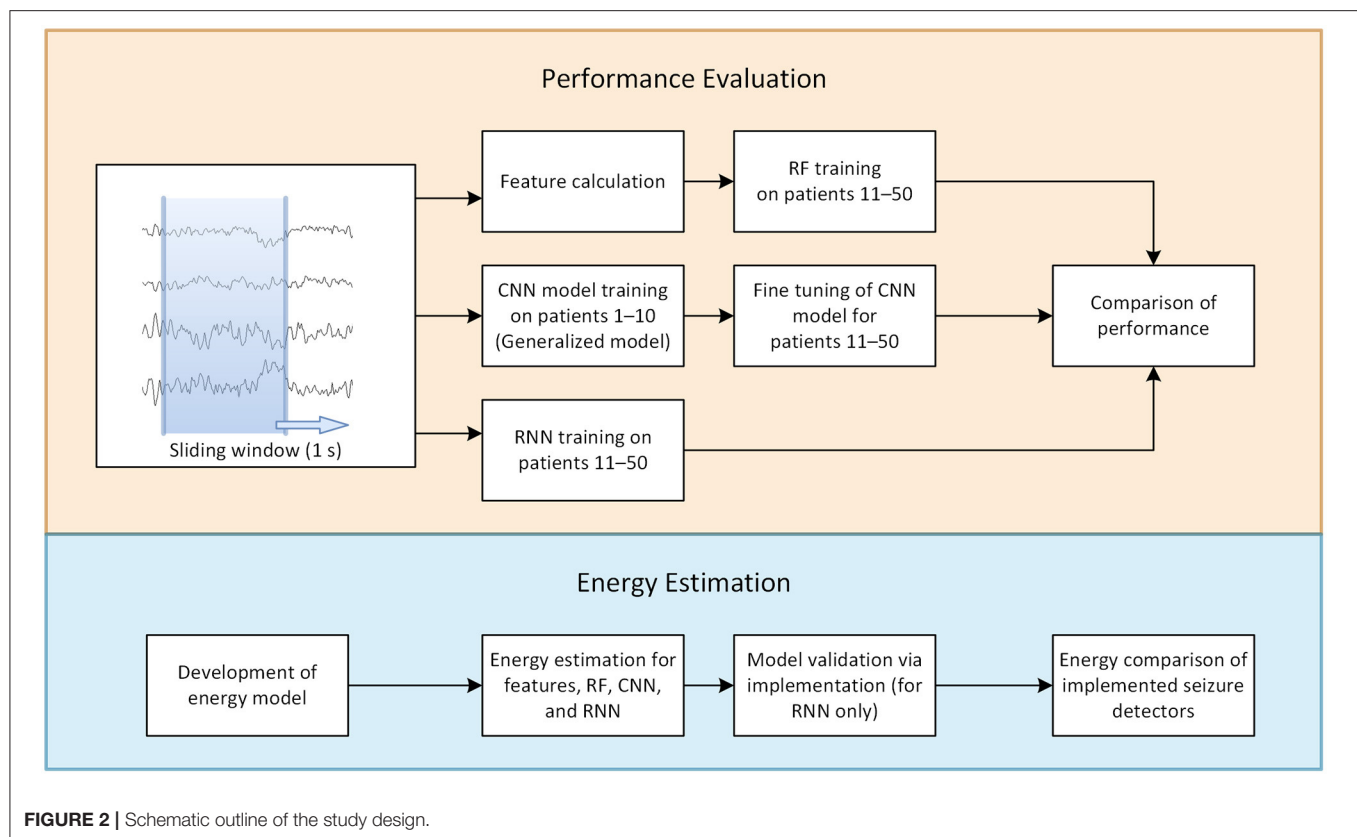 Performance Evaluation
Feature calculation
RF training
on patients 11–50
CNN model training
on patients 1–10
(Generalized model)
Fine tuning of CNN
model for
patients 11–50
Comparison of
performance
Sliding window (1 s)
RNN training on
patients 11–50
Energy Estimation
Development of
energy model
Energy estimation for
features, RF, CNN,
and RNN
Model validation via
implementation (for
RNN only)
Energy comparison of
implemented seizure
detectors
FIGURE 2 | Schematic outline of the study design.